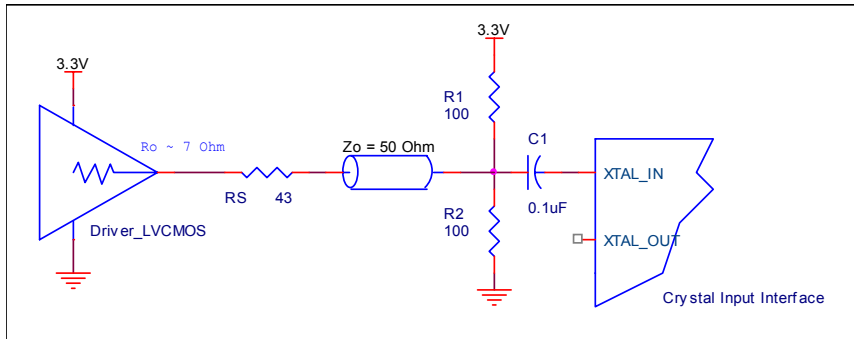 3.3V
3.3V
R1
100
Ro ~ 7 Ohm
Zo = 50 Ohm
C1
XTAL_IN
RS 43
0.1uF
R2
100
XTAL_OUT
Driver_LVCMOS
Crystal Input Interface